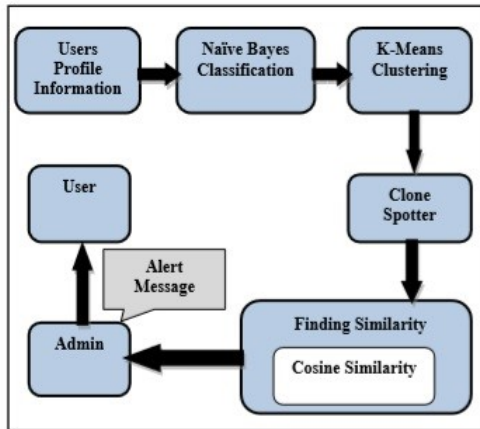 Users
Profile
Information
Naïve Bayes
Classification
K-Means
Clustering
Clone
Spotter
Finding Similarity
Cosine Similarity
Admin
Alert
Message
User